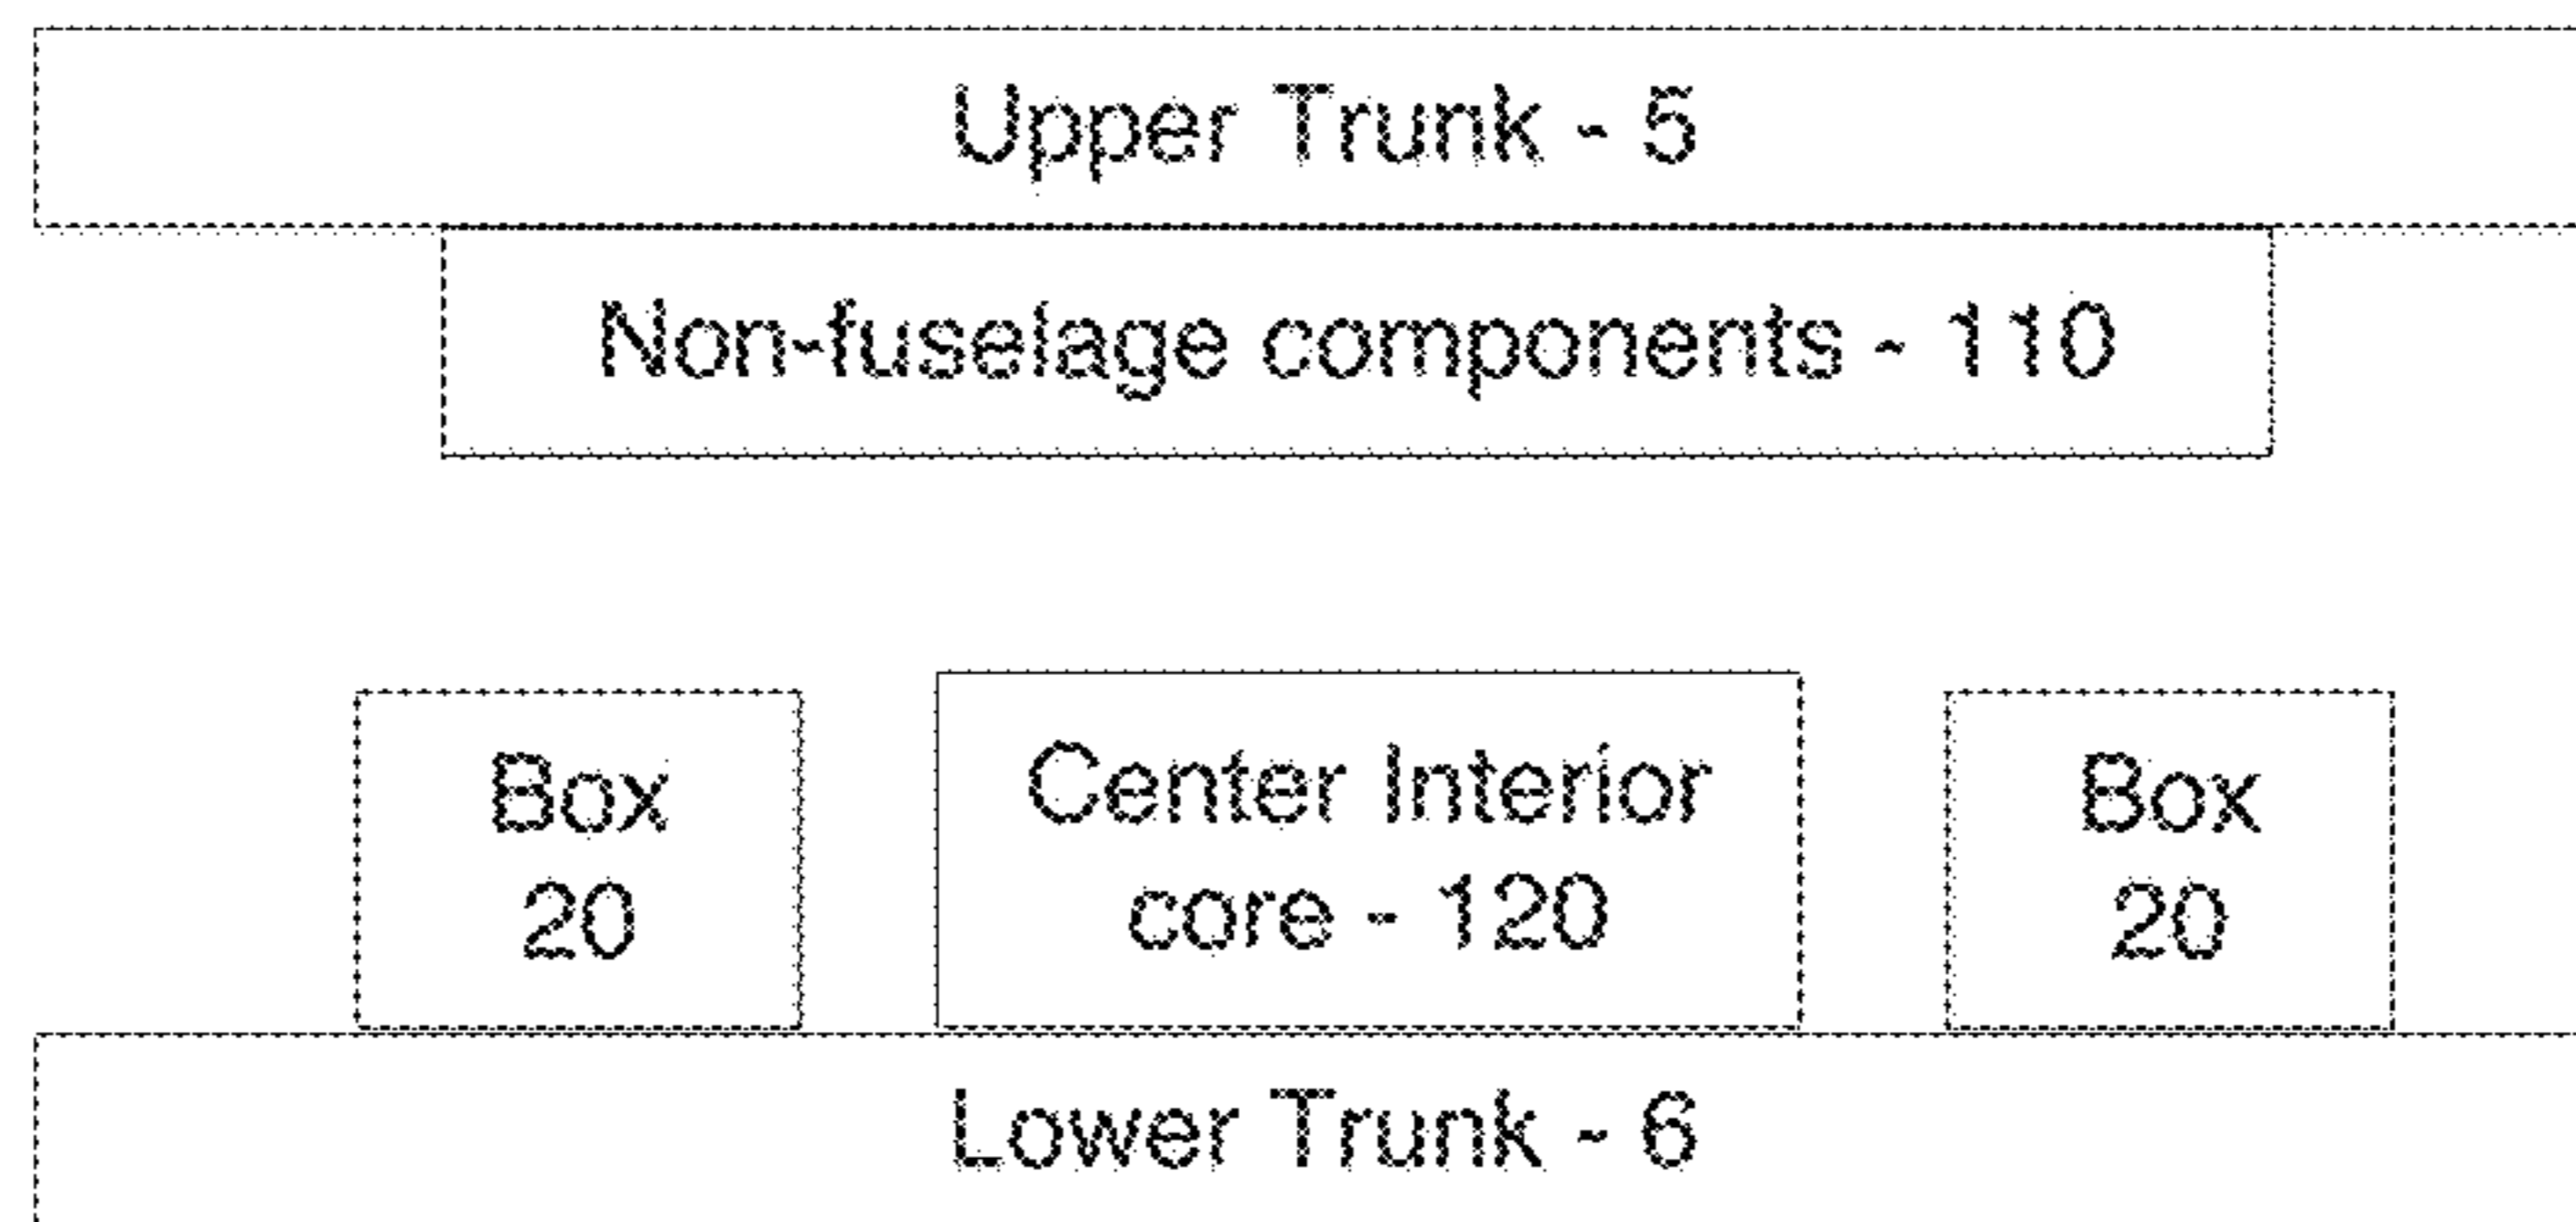 Upper Trunk - 5
Non-fuselage components - 110
Box
20
Center Interior
core - 120
Box
20
Lower Trunk - 6